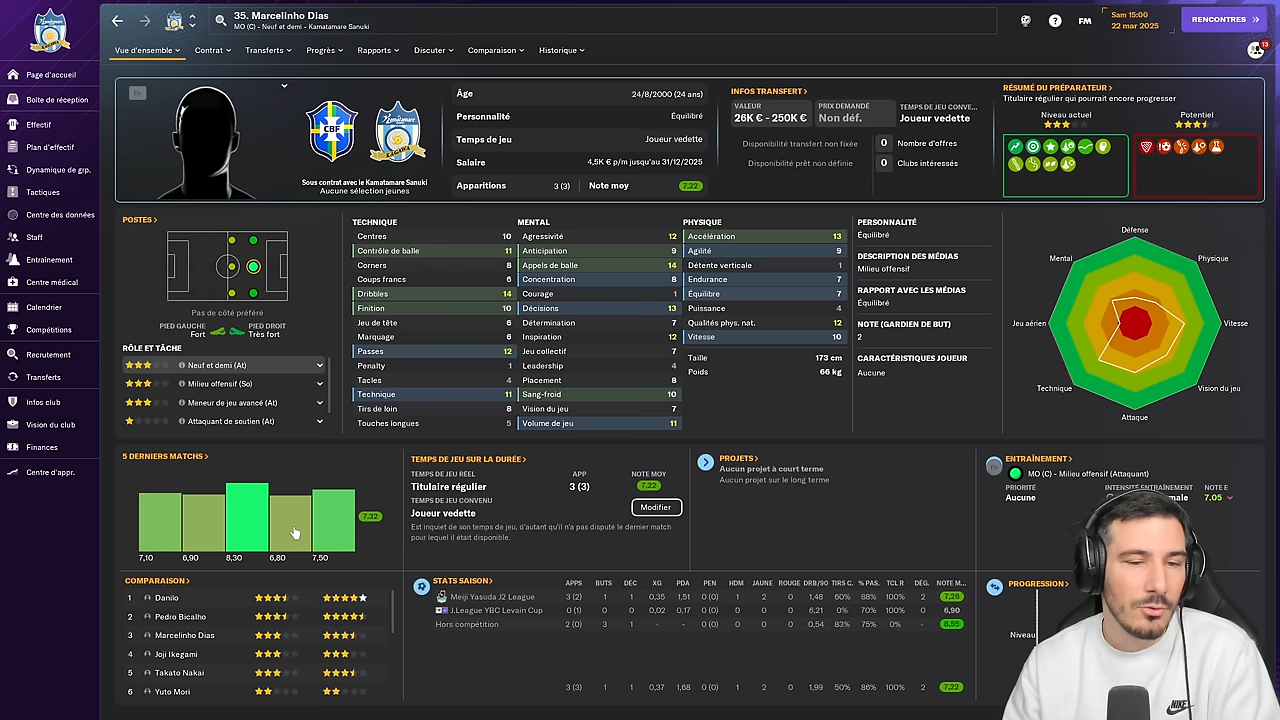 35. Marcelinho Dias
MO (C) - Neuf et demi - Kamatamare Sanuki
FM
Sam 15:00
22 mar 2025
RENCONTRES
Vue d'ensemble
Contrat
Transferts
Progrès
Rapports
Discuter
Comparaison
Historique
13
Page d'accueil
Boîte de réception
Effectif
Plan d'effectif
Dynamique de grp.
Tactiques
Centre des données
Staff
Entraînement
Centre médical
Calendrier
Compétitions
Recrutement
Transferts
Infos club
Vision du club
Finances
Centre d'appr.
Etr
CBF
Sous contrat avec le Kamatamare Sanuki
Aucune sélection jeunes
Âge 24/8/2000 (24 ans)
Personnalité Équilibré
Temps de jeu Joueur vedette
Salaire 4,5K € p/m jusqu'au 31/12/2025
Apparitions 3 (3) Note moy 7.22
INFOS TRANSFERT
VALEUR
26K € - 250K €
PRIX DEMANDÉ
Non déf.
TEMPS DE JEU CONVE...
Joueur vedette
Disponibilité transfert non fixée
Disponibilité prêt non définie
0 Nombre d'offres
0 Clubs intéressés
RÉSUMÉ DU PRÉPARATEUR
Titulaire régulier qui pourrait encore progresser
Niveau actuel
Potentiel
POSTES
Pas de côté préféré
PIED GAUCHE
Fort
PIED DROIT
Très fort
RÔLE ET TÂCHE
Neuf et demi (At)
Milieu offensif (So)
Meneur de jeu avancé (At)
Attaquant de soutien (At)
TECHNIQUE
Centres 10
Contrôle de balle 11
Corners 8
Coups francs 6
Dribbles 14
Finition 10
Jeu de tête 6
Marquage 6
Passes 12
Penalty 1
Tacles 4
Technique 11
Tirs de loin 8
Touches longues 5
MENTAL
Agressivité 12
Anticipation 9
Appels de balle 14
Concentration 8
Courage 1
Décisions 13
Détermination 7
Inspiration 12
Jeu collectif 7
Leadership 4
Placement 8
Sang-froid 10
Vision du jeu 7
Volume de jeu 11
PHYSIQUE
Accélération 13
Agilité 9
Détente verticale 1
Endurance 7
Équilibre 7
Puissance 4
Qualités phys. nat. 12
Vitesse 10
Taille 173 cm
Poids 66 kg
PERSONNALITÉ
Équilibré
DESCRIPTION DES MÉDIAS
Milieu offensif
RAPPORT AVEC LES MÉDIAS
Équilibré
NOTE (GARDIEN DE BUT)
2
CARACTÉRISTIQUES JOUEUR
Aucune
Défense
Physique
Vitesse
Vision du jeu
Attaque
Technique
Jeu aérien
Mental
5 DERNIERS MATCHS
7,10 6,90 8,30 6,80 7,50
7.32
TEMPS DE JEU SUR LA DURÉE
TEMPS DE JEU RÉEL APP NOTE MOY
Titulaire régulier 3 (3) 7.22
TEMPS DE JEU CONVENU
Joueur vedette
Modifier
Est inquiet de son temps de jeu, d'autant qu'il n'a pas disputé le dernier match
pour lequel il était disponible.
PROJETS
Aucun projet à court terme
Aucun projet sur le long terme
ENTRAÎNEMENT
MO (C) - Milieu offensif (Attaquant)
PRIORITÉ
Aucune
NOTE E
7.05
COMPARAISON
1 Danilo
2 Pedro Bicalho
3 Marcelinho Dias
4 Joji Ikegami
5 Takato Nakai
6 Yuto Mori
STATS SAISON APPS BUTS DÉC XG PDA PEN HDM JAUNE ROUGE DRB/90 TIRS C. % PAS. TCL R DÉG. NOTE M...
Meiji Yasuda J2 League 3 (2) 1 1 0,35 1,51 0 (0) 1 2 0 1,48 60% 88% 100% 2 7,28
J.League YBC Levain Cup 0 (1) 0 0 0,02 0,17 0 (0) 0 0 0 6,21 0% 70% 100% 0 6,90
Hors compétition 2 (0) 3 1 - - 0 (0) 0 0 0 0,54 83% 75% 0% - 8,55
3 (3) 1 1 0,37 1,68 0 (0) 1 2 0 1,99 50% 86% 100% 2 7,22
PROGRESSION
Niveau